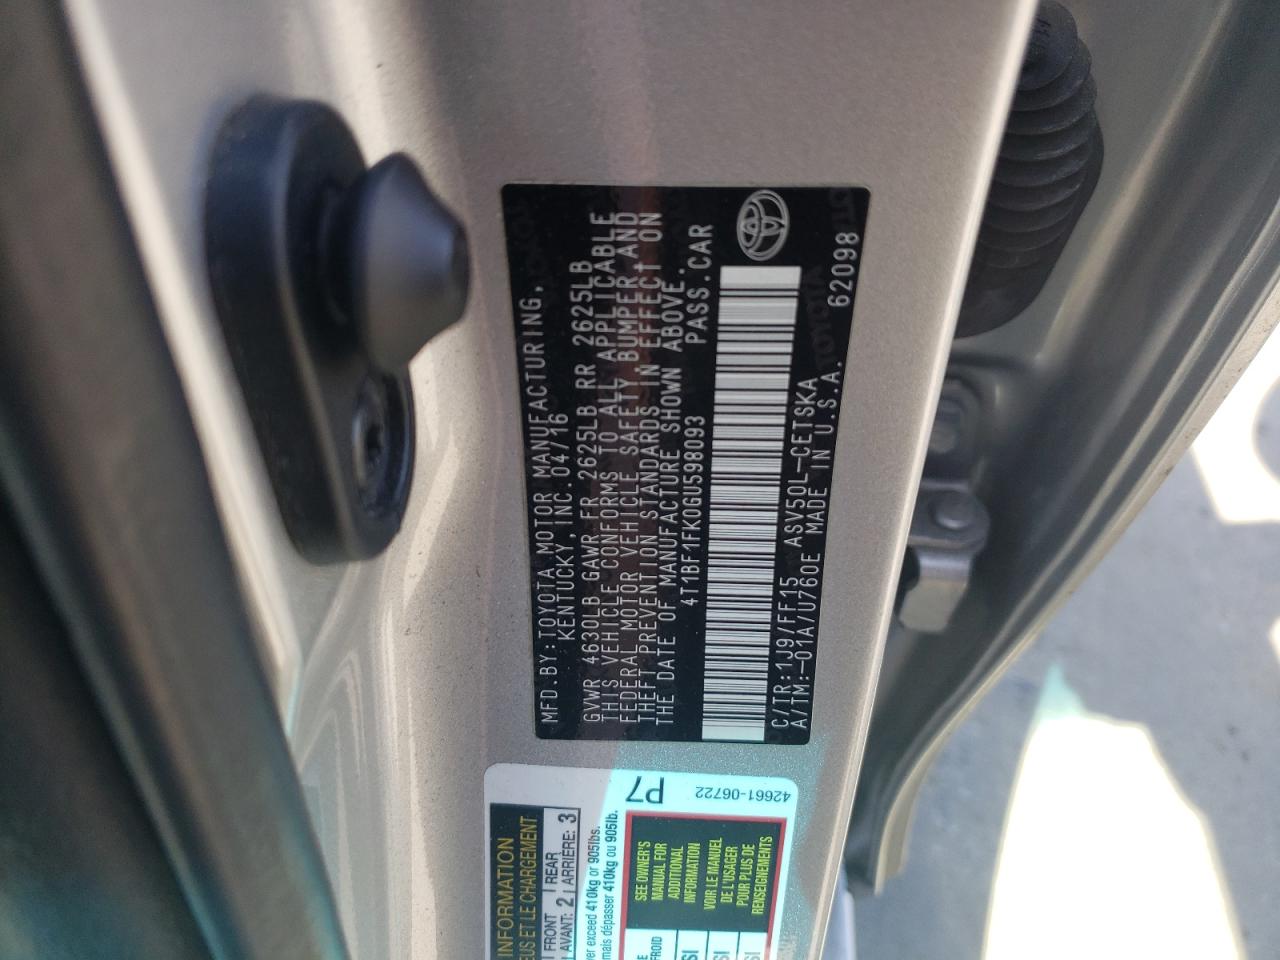 MFD.BY:TOYOTA MOTOR MANUFACTURING,
KENTUCKY,INC. 04/16
GVWR 4630LB GAWR FR 2625LB RR 2625LB
THIS VEHICLE CONFORMS TO ALL APPLICABLE
FEDERAL MOTOR VEHICLE SAFETY,BUMPER,AND
THEFT PREVENTION STANDARDS IN EFFECT ON
THE DATE OF MANUFACTURE SHOWN ABOVE.
4T1BF1FK0GU598093 PASS.CAR
C/TR:1J9/FF15 ASV50L-CETSKA
A/TM:-01A/U760E MADE IN U.S.A.
62098
TOYOTA
P7
42661-06722
INFORMATION
ET LE CHARGEMENT
FRONT 2 REAR 3
AVANT: ARRIÈRE:
exceed 410kg or 905lbs.
dépasser 410kg ou 905lb.
SEE OWNER'S
MANUAL FOR
ADDITIONAL
INFORMATION
VOIR LE MANUEL
DE L'USAGER
POUR PLUS DE
RENSEIGNEMENTS
FROID